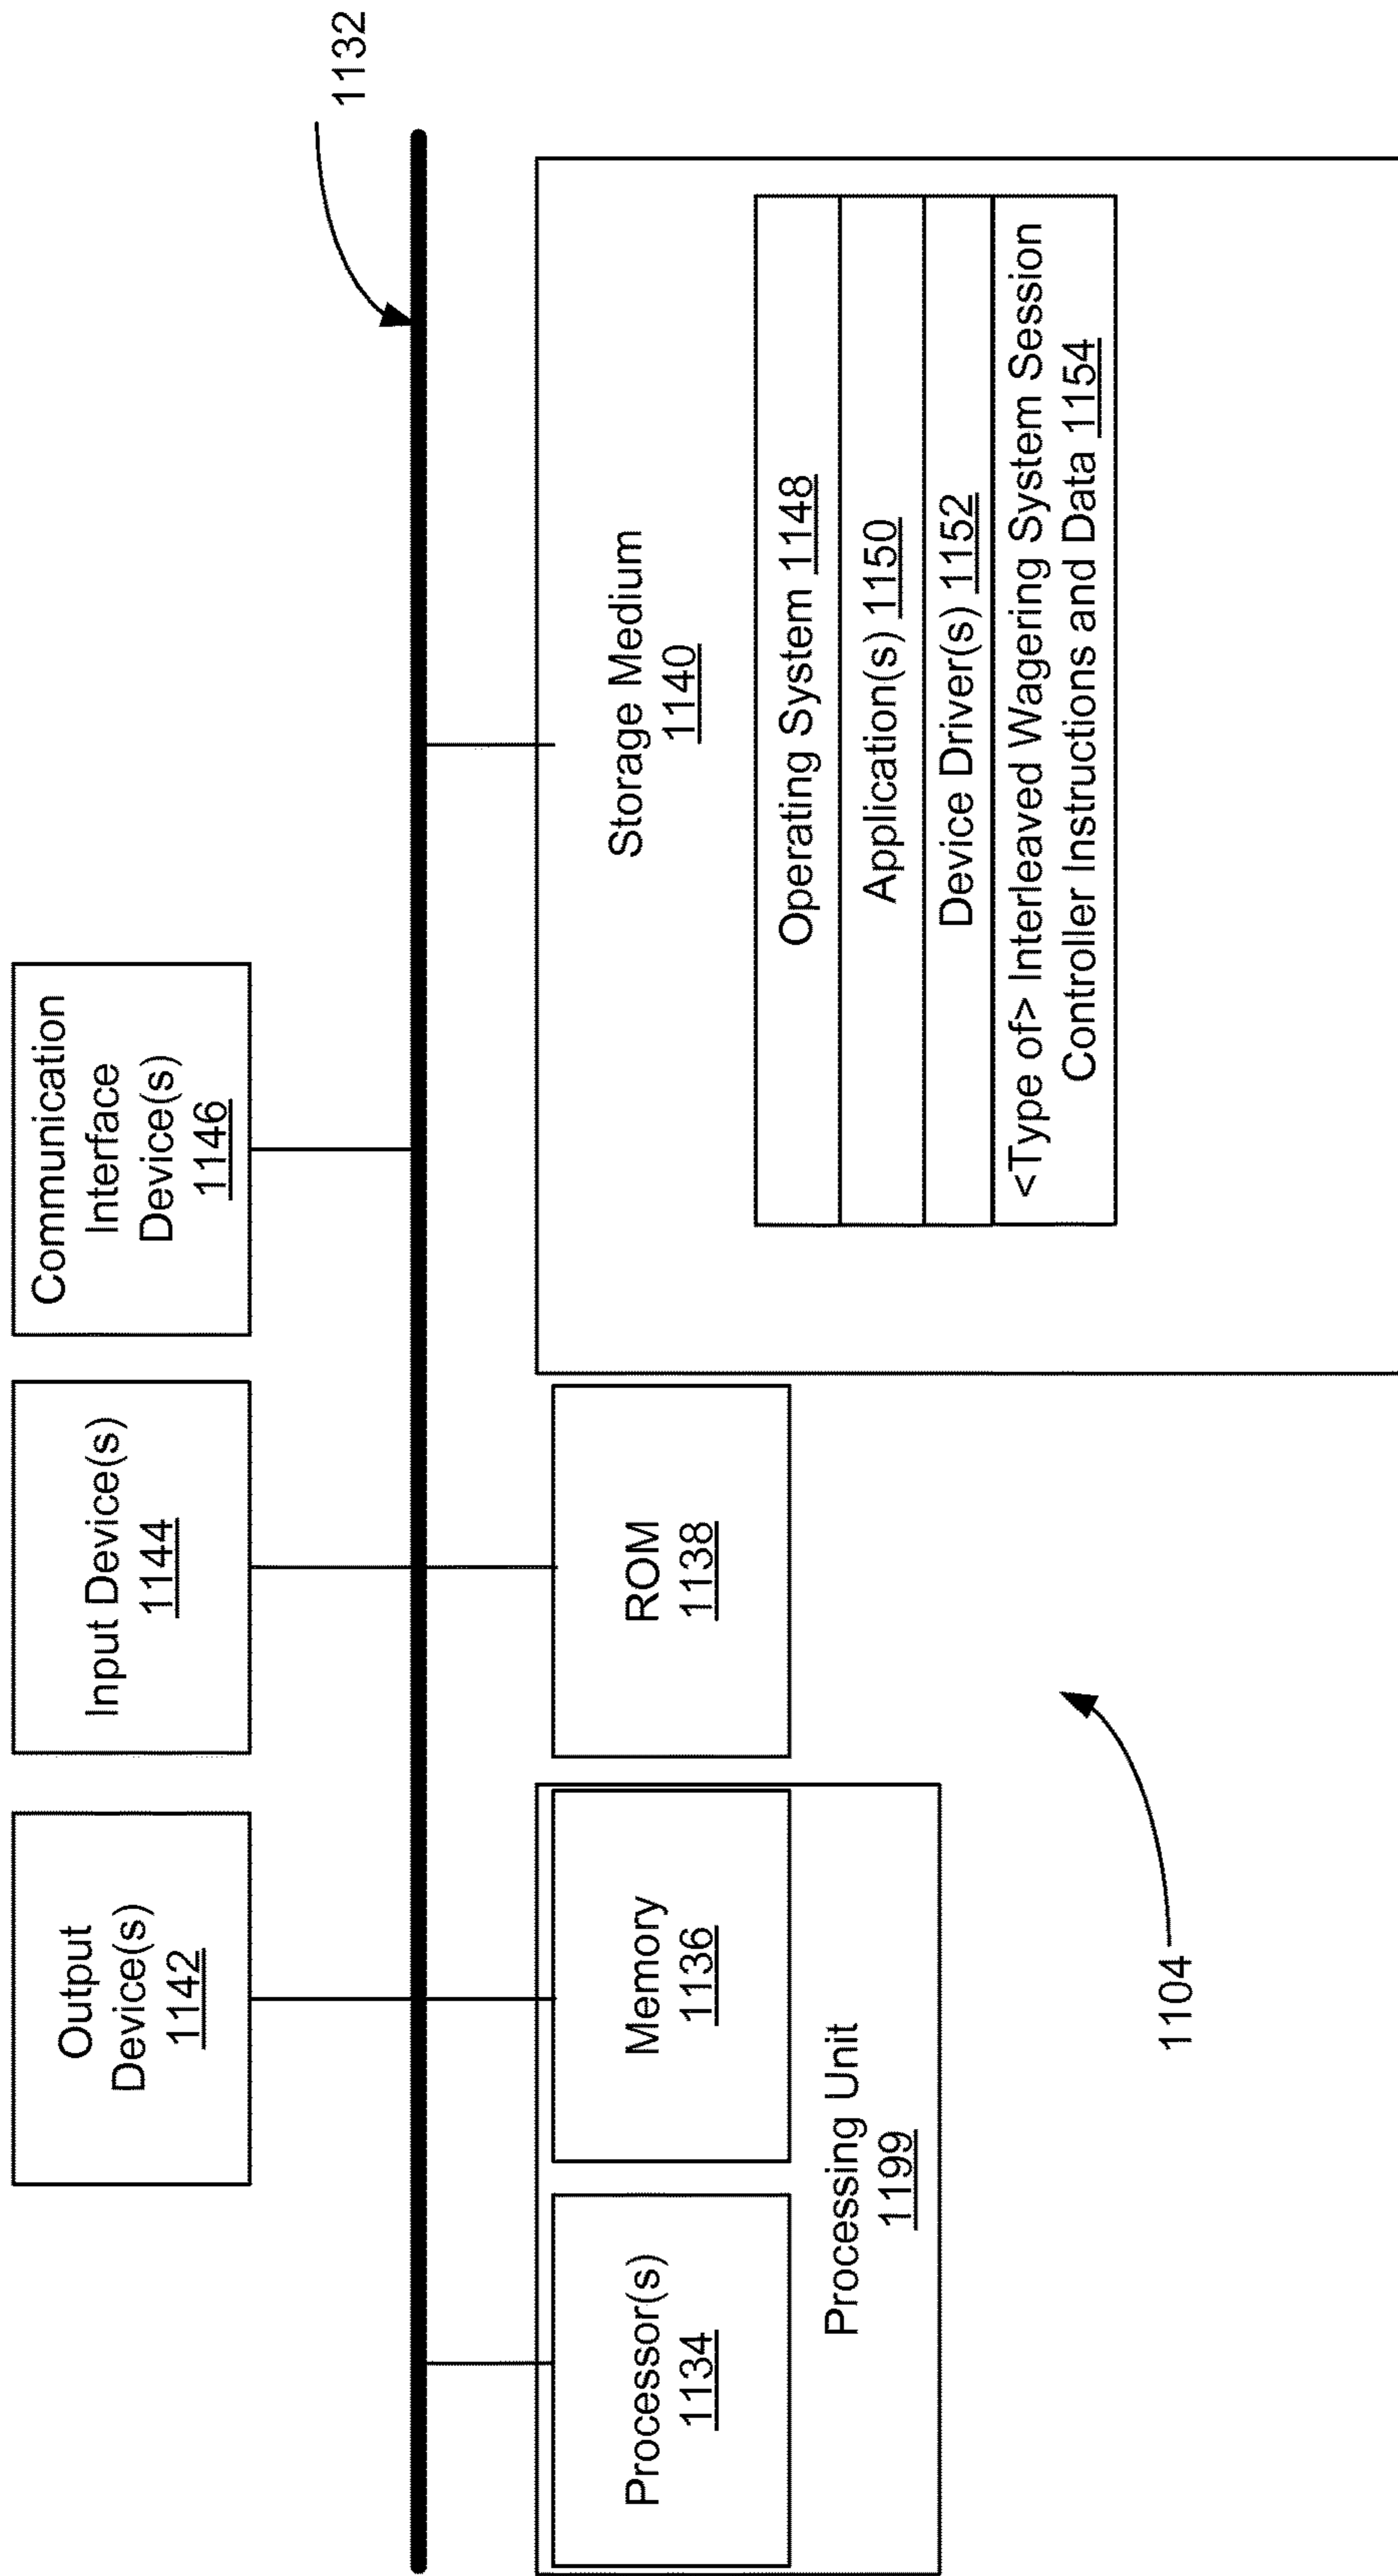 Output
Device(s)
1142
Input Device(s)
1144
Communication
Interface
Device(s)
1146
1132
Processor(s)
1134
Memory
1136
Processing Unit
1199
ROM
1138
Storage Medium
1140
Operating System 1148
Application(s) 1150
Device Driver(s) 1152
<Type of> Interleaved Wagering System Session
Controller Instructions and Data 1154
1104